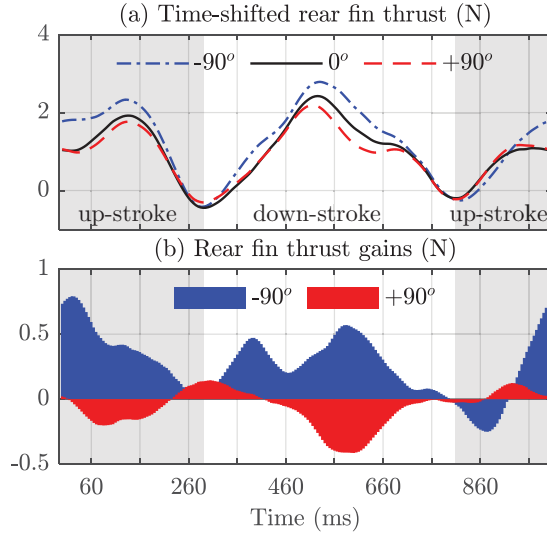 (a) Time-shifted rear fin thrust (N)
4
-90° 0° +90°
2
0
up-stroke down-stroke up-stroke
(b) Rear fin thrust gains (N)
1
-90° +90°
0.5
0
-0.5
60 260 460 660 860
Time (ms)